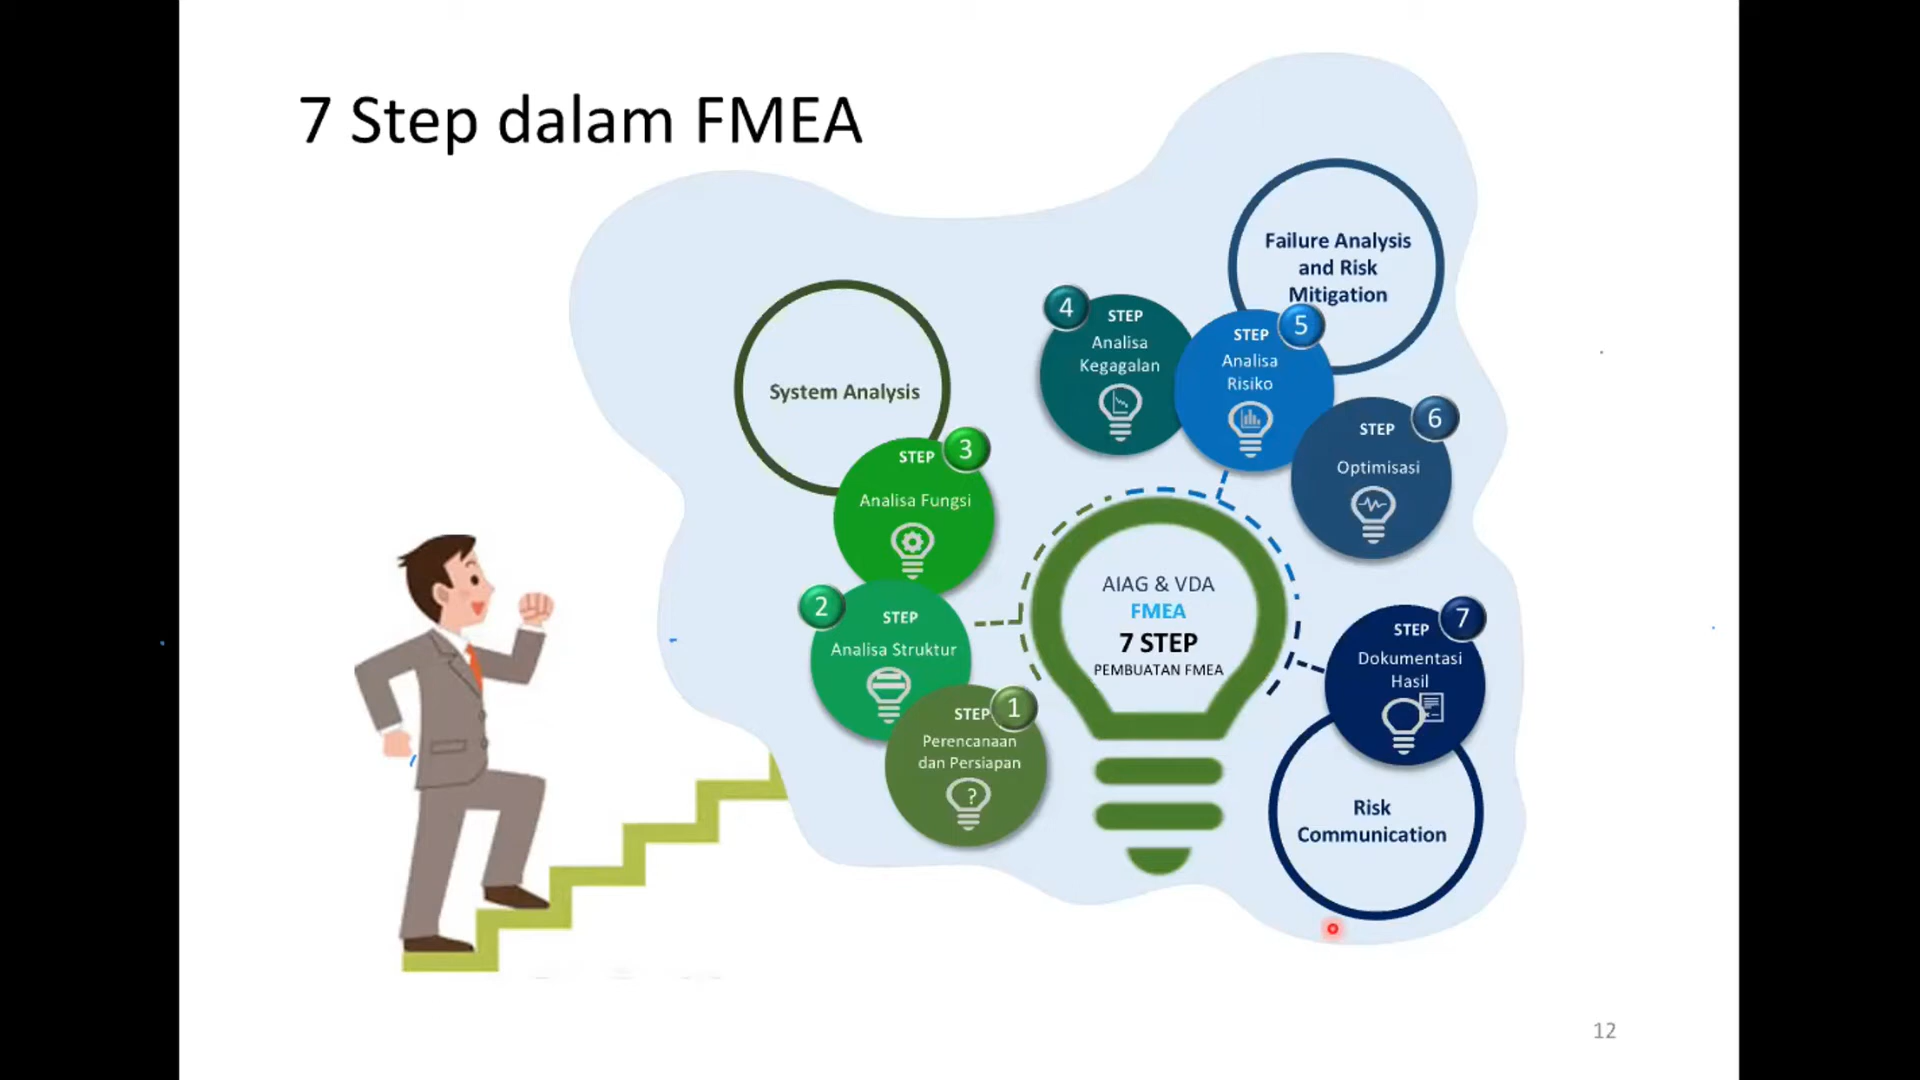 7 Step dalam FMEA
System Analysis
Failure Analysis
and Risk
Mitigation
1
STEP
Perencanaan
dan Persiapan
?
2
STEP
Analisa Struktur
3
STEP
Analisa Fungsi
4
STEP
Analisa
Kegagalan
5
STEP
Analisa
Risiko
6
STEP
Optimisasi
7
STEP
Dokumentasi
Hasil
Risk
Communication
AIAG & VDA
FMEA
7 STEP
PEMBUATAN FMEA
12